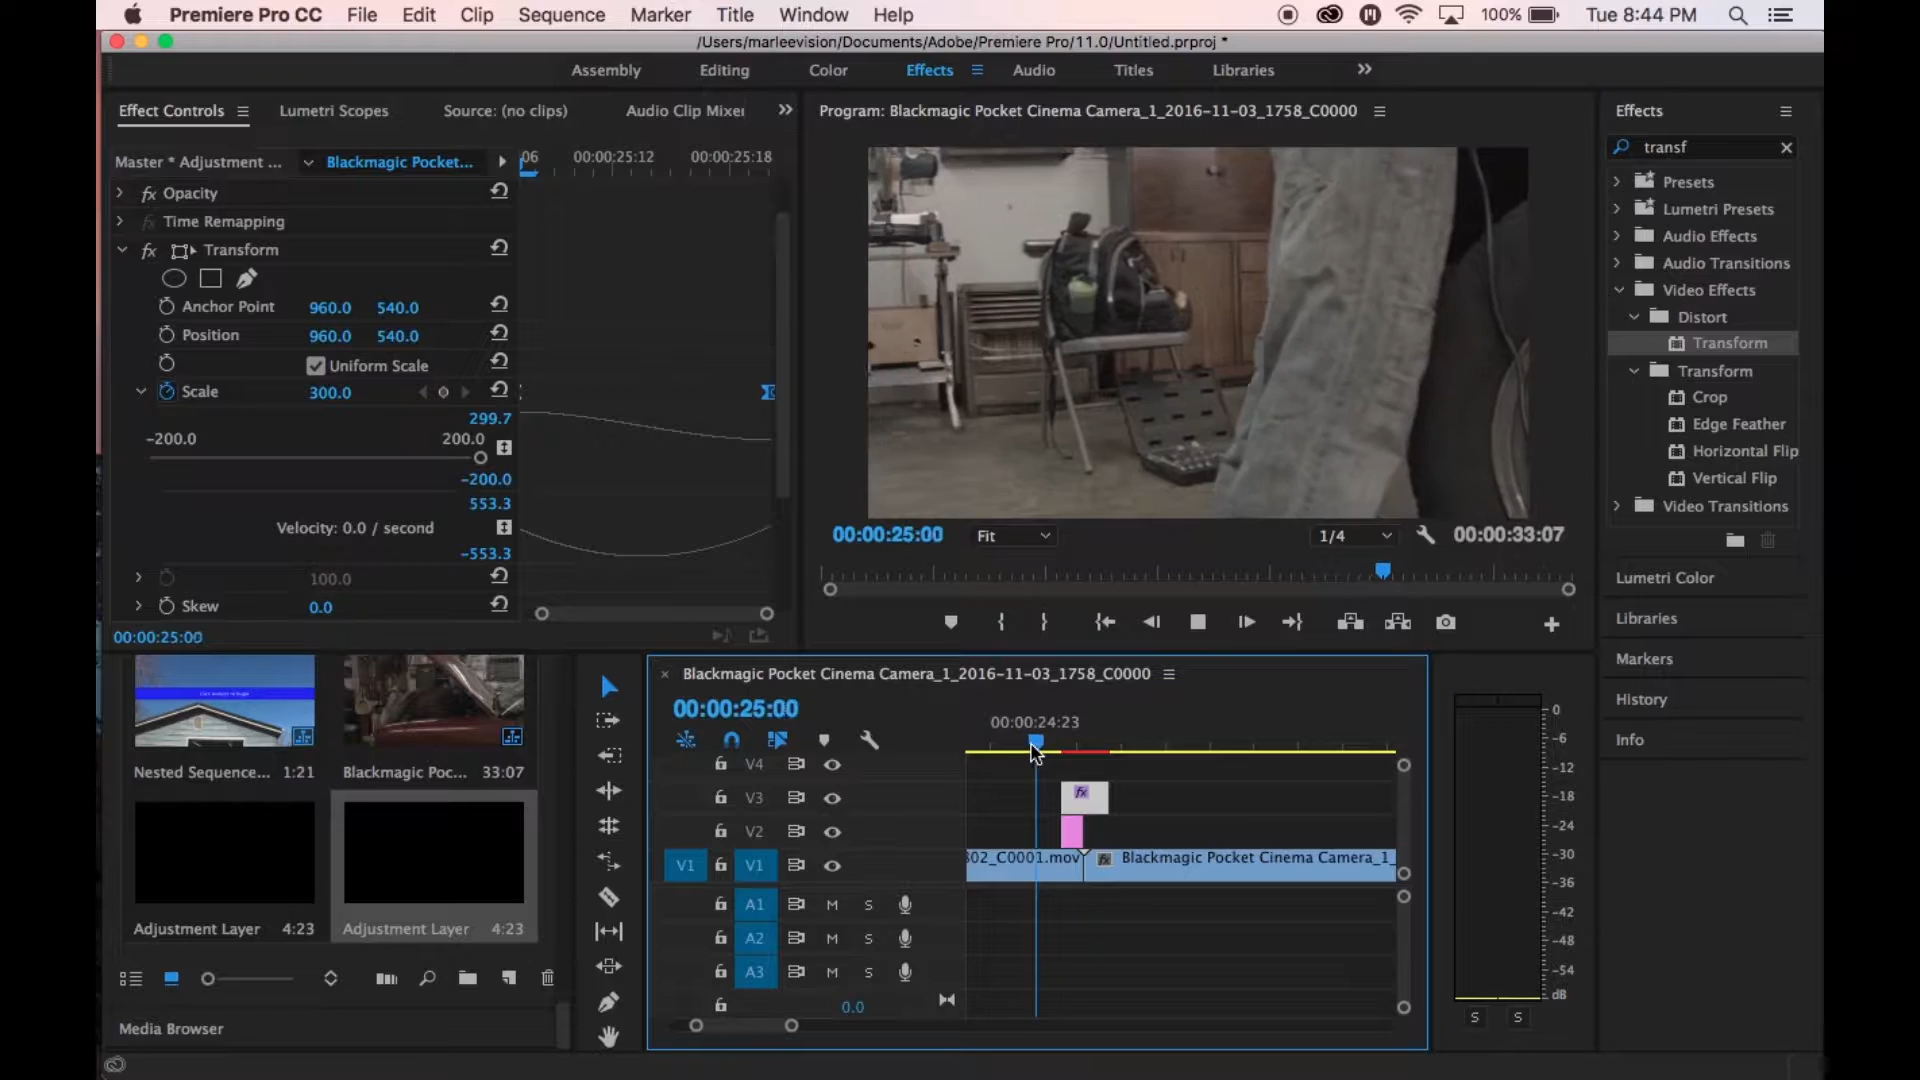 Premiere Pro CC File Edit Clip Sequence Marker Title Window Help 100% Tue 8:44 PM
/Users/marleevision/Documents/Adobe/Premiere Pro/11.0/Untitled.prproj *
Assembly Editing Color Effects Audio Titles Libraries
Effect Controls Lumetri Scopes Source: (no clips) Audio Clip Mixer
Master * Adjustment ... Blackmagic Pocket...
06 00:00:25:12 00:00:25:18
fx Opacity
fx Time Remapping
fx Transform
Anchor Point 960.0 540.0
Position 960.0 540.0
Uniform Scale
Scale 300.0
299.7
-200.0 200.0
-200.0
553.3
Velocity: 0.0 / second
-553.3
100.0
Skew 0.0
00:00:25:00
Program: Blackmagic Pocket Cinema Camera_1_2016-11-03_1758_C0000
00:00:25:00 Fit 1/4 00:00:33:07
Effects
transf
Presets
Lumetri Presets
Audio Effects
Audio Transitions
Video Effects
Distort
Transform
Transform
Crop
Edge Feather
Horizontal Flip
Vertical Flip
Video Transitions
Lumetri Color
Libraries
Markers
History
Info
Nested Sequence... 1:21
Blackmagic Poc... 33:07
Adjustment Layer 4:23
Adjustment Layer 4:23
Media Browser
Blackmagic Pocket Cinema Camera_1_2016-11-03_1758_C0000
00:00:25:00
00:00:24:23
V4
V3 fx
V2
V1 V1 302_C0001.mov fx Blackmagic Pocket Cinema Camera_1_
A1 M S
A2 M S
A3 M S
0.0
0
-6
-12
-18
-24
-30
-36
-42
-48
-54
dB
S S